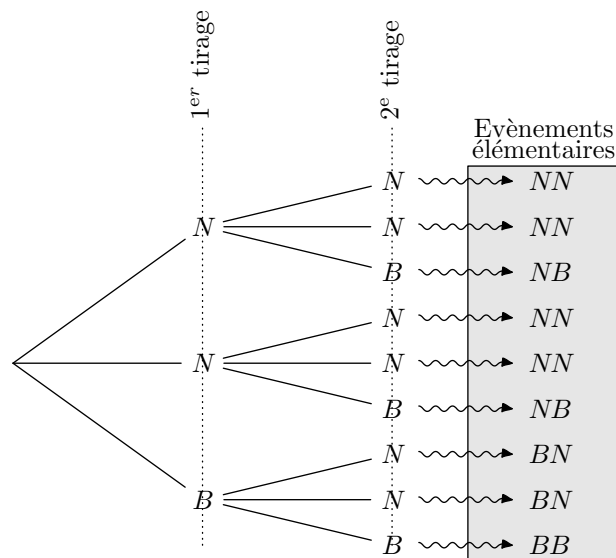 1er tirage
2e tirage
Evènements
élémentaires
N NN
N N NN
B NB
N NN
N N NN
B NB
N BN
B N BN
B BB